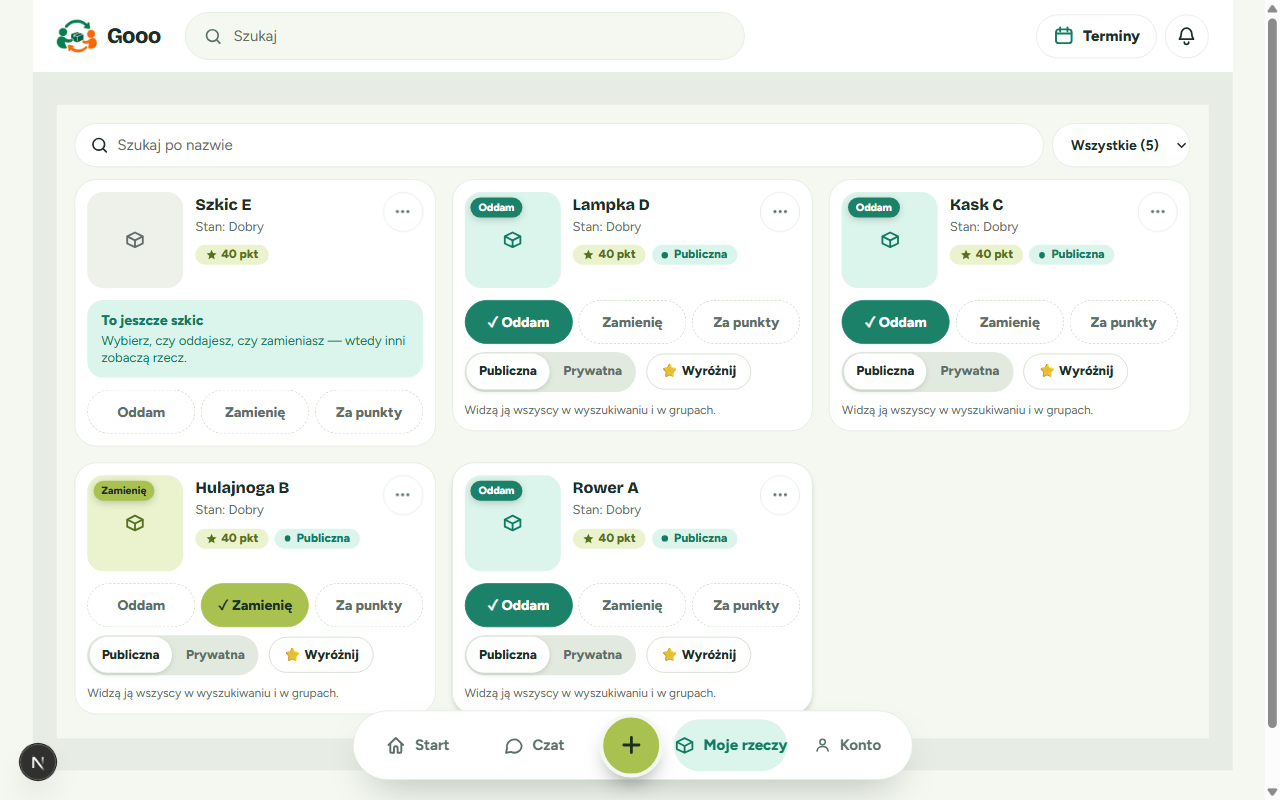 Gooo
Szukaj
Terminy
Szukaj po nazwie
Wszystkie (5)
Szkic E
Stan: Dobry
40 pkt
To jeszcze szkic
Wybierz, czy oddajesz, czy zamieniasz — wtedy inni
zobaczą rzecz.
Oddam Zamienię Za punkty
Oddam
Lampka D
Stan: Dobry
40 pkt Publiczna
✓ Oddam Zamienię Za punkty
Publiczna Prywatna Wyróżnij
Widzą ją wszyscy w wyszukiwaniu i w grupach.
Oddam
Kask C
Stan: Dobry
40 pkt Publiczna
✓ Oddam Zamienię Za punkty
Publiczna Prywatna Wyróżnij
Widzą ją wszyscy w wyszukiwaniu i w grupach.
Zamienię
Hulajnoga B
Stan: Dobry
40 pkt Publiczna
Oddam ✓ Zamienię Za punkty
Publiczna Prywatna Wyróżnij
Widzą ją wszyscy w wyszukiwaniu i w grupach.
Oddam
Rower A
Stan: Dobry
40 pkt Publiczna
✓ Oddam Zamienię Za punkty
Publiczna Prywatna Wyróżnij
Widzą ją wszyscy w wyszukiwaniu i w grupach.
N
Start Czat + Moje rzeczy Konto